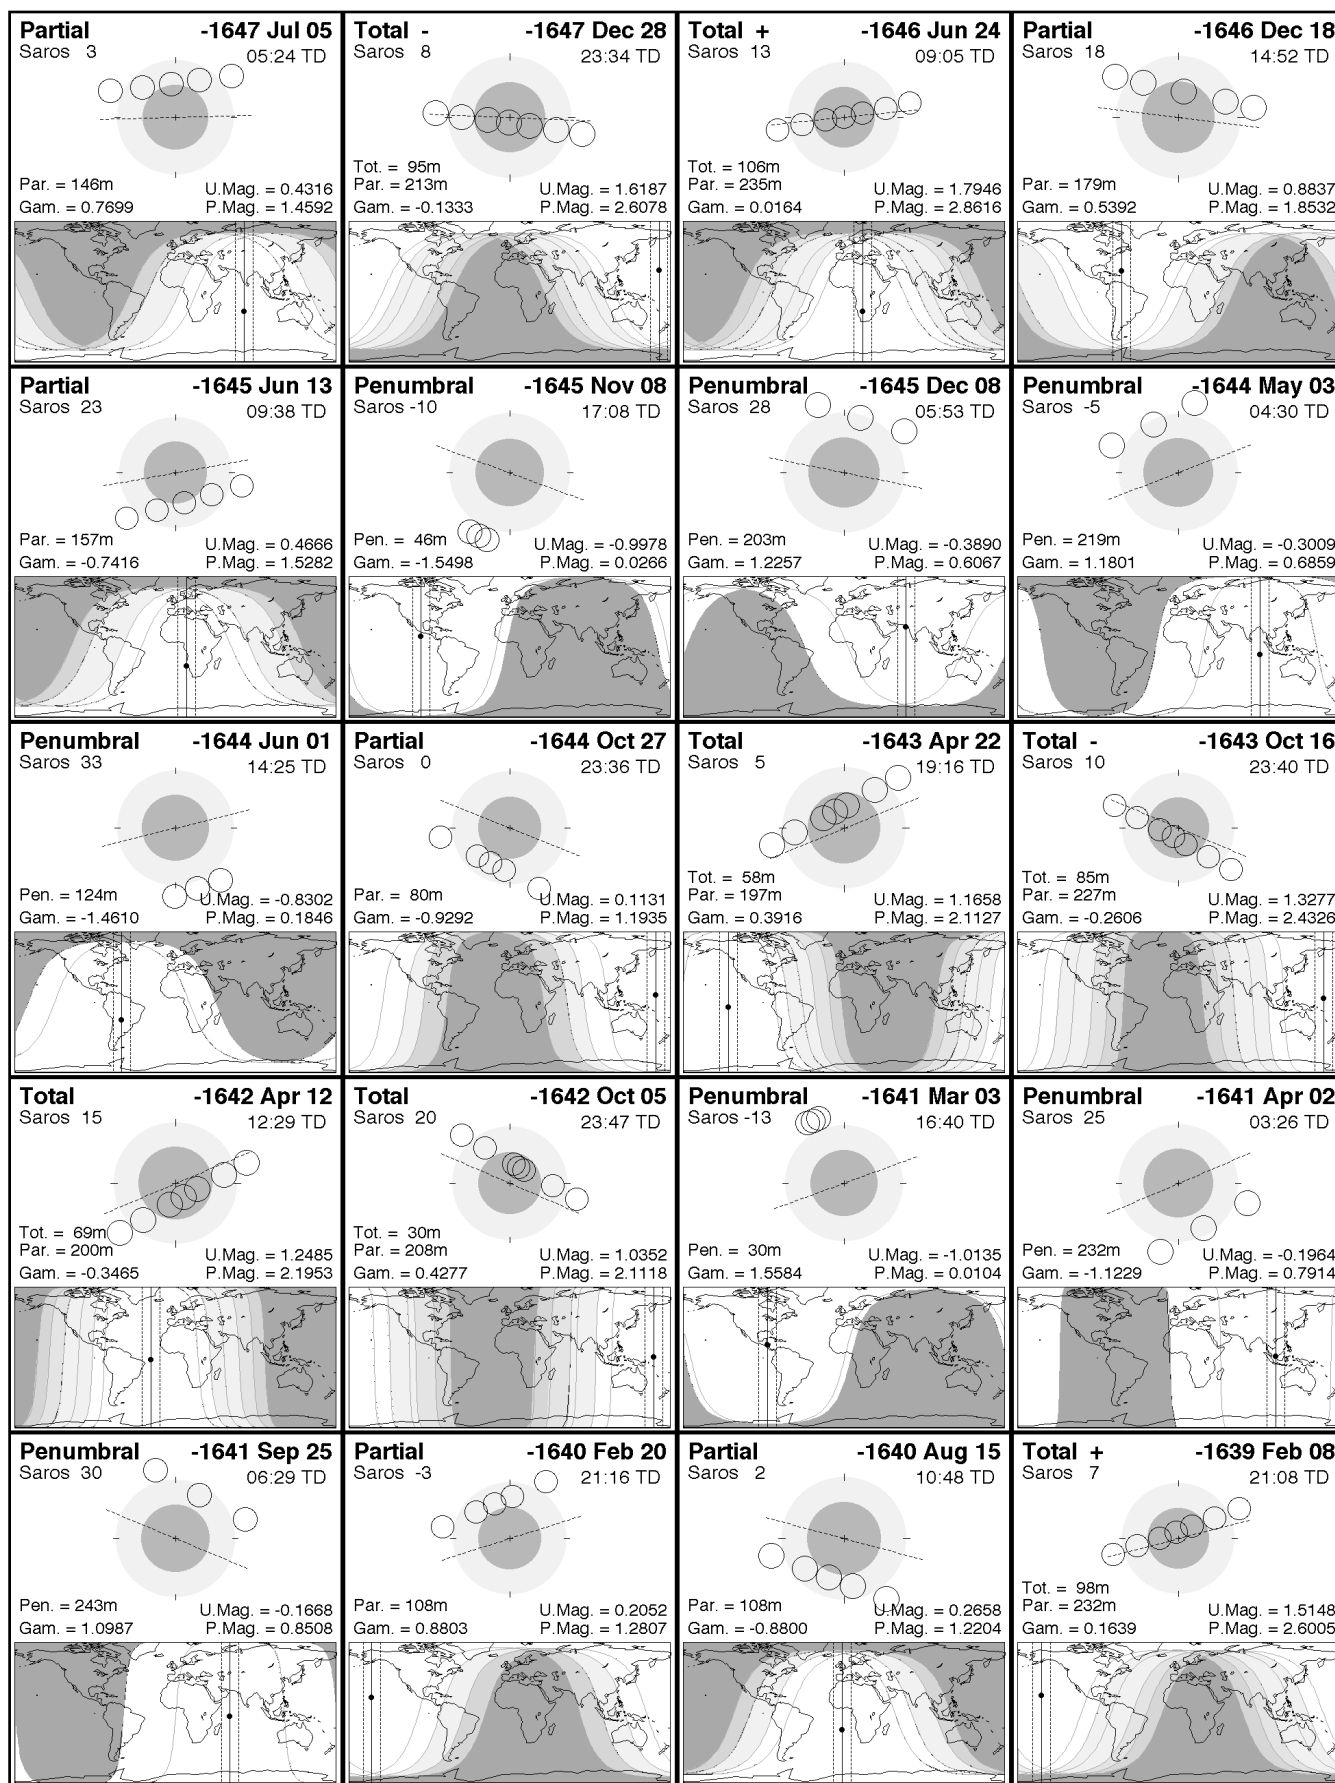 Partial -1647 Jul 05
Saros 3 05:24 TD
Par. = 146m U.Mag. = 0.4316
Gam. = 0.7699 P.Mag. = 1.4592
Total - -1647 Dec 28
Saros 8 23:34 TD
Tot. = 95m
Par. = 213m U.Mag. = 1.6187
Gam. = -0.1333 P.Mag. = 2.6078
Total + -1646 Jun 24
Saros 13 09:05 TD
Tot. = 106m
Par. = 235m U.Mag. = 1.7946
Gam. = 0.0164 P.Mag. = 2.8616
Partial -1646 Dec 18
Saros 18 14:52 TD
Par. = 179m U.Mag. = 0.8837
Gam. = 0.5392 P.Mag. = 1.8532
Partial -1645 Jun 13
Saros 23 09:38 TD
Par. = 157m U.Mag. = 0.4666
Gam. = -0.7416 P.Mag. = 1.5282
Penumbral -1645 Nov 08
Saros -10 17:08 TD
Pen. = 46m U.Mag. = -0.9978
Gam. = -1.5498 P.Mag. = 0.0266
Penumbral -1645 Dec 08
Saros 28 05:53 TD
Pen. = 203m U.Mag. = -0.3890
Gam. = 1.2257 P.Mag. = 0.6067
Penumbral -1644 May 03
Saros -5 04:30 TD
Pen. = 219m U.Mag. = -0.3009
Gam. = 1.1801 P.Mag. = 0.6859
Penumbral -1644 Jun 01
Saros 33 14:25 TD
Pen. = 124m U.Mag. = -0.8302
Gam. = -1.4610 P.Mag. = 0.1846
Partial -1644 Oct 27
Saros 0 23:36 TD
Par. = 80m U.Mag. = 0.1131
Gam. = -0.9292 P.Mag. = 1.1935
Total -1643 Apr 22
Saros 5 19:16 TD
Tot. = 58m
Par. = 197m U.Mag. = 1.1658
Gam. = 0.3916 P.Mag. = 2.1127
Total - -1643 Oct 16
Saros 10 23:40 TD
Tot. = 85m
Par. = 227m U.Mag. = 1.3277
Gam. = -0.2606 P.Mag. = 2.4326
Total -1642 Apr 12
Saros 15 12:29 TD
Tot. = 69m
Par. = 200m U.Mag. = 1.2485
Gam. = -0.3465 P.Mag. = 2.1953
Total -1642 Oct 05
Saros 20 23:47 TD
Tot. = 30m
Par. = 208m U.Mag. = 1.0352
Gam. = 0.4277 P.Mag. = 2.1118
Penumbral -1641 Mar 03
Saros -13 16:40 TD
Pen. = 30m U.Mag. = -1.0135
Gam. = 1.5584 P.Mag. = 0.0104
Penumbral -1641 Apr 02
Saros 25 03:26 TD
Pen. = 232m U.Mag. = -0.1964
Gam. = -1.1229 P.Mag. = 0.7914
Penumbral -1641 Sep 25
Saros 30 06:29 TD
Pen. = 243m U.Mag. = -0.1668
Gam. = 1.0987 P.Mag. = 0.8508
Partial -1640 Feb 20
Saros -3 21:16 TD
Par. = 108m U.Mag. = 0.2052
Gam. = 0.8803 P.Mag. = 1.2807
Partial -1640 Aug 15
Saros 2 10:48 TD
Par. = 108m U.Mag. = 0.2658
Gam. = -0.8800 P.Mag. = 1.2204
Total + -1639 Feb 08
Saros 7 21:08 TD
Tot. = 98m
Par. = 232m U.Mag. = 1.5148
Gam. = 0.1639 P.Mag. = 2.6005